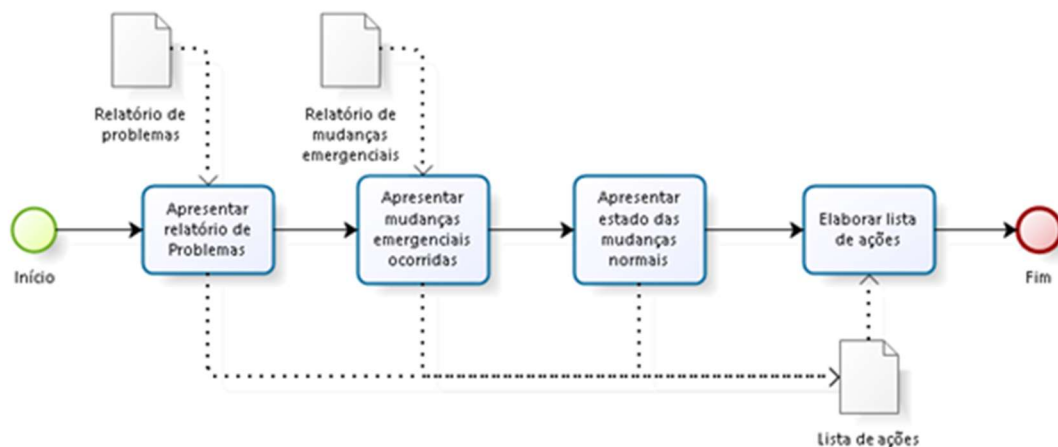 Relatório de
problemas
Relatório de
mudanças
emergenciais
Início
Apresentar
relatório de
Problemas
Apresentar
mudanças
emergenciais
ocorridas
Apresentar
estado das
mudanças
normais
Elaborar lista
de ações
Fim
Lista de ações